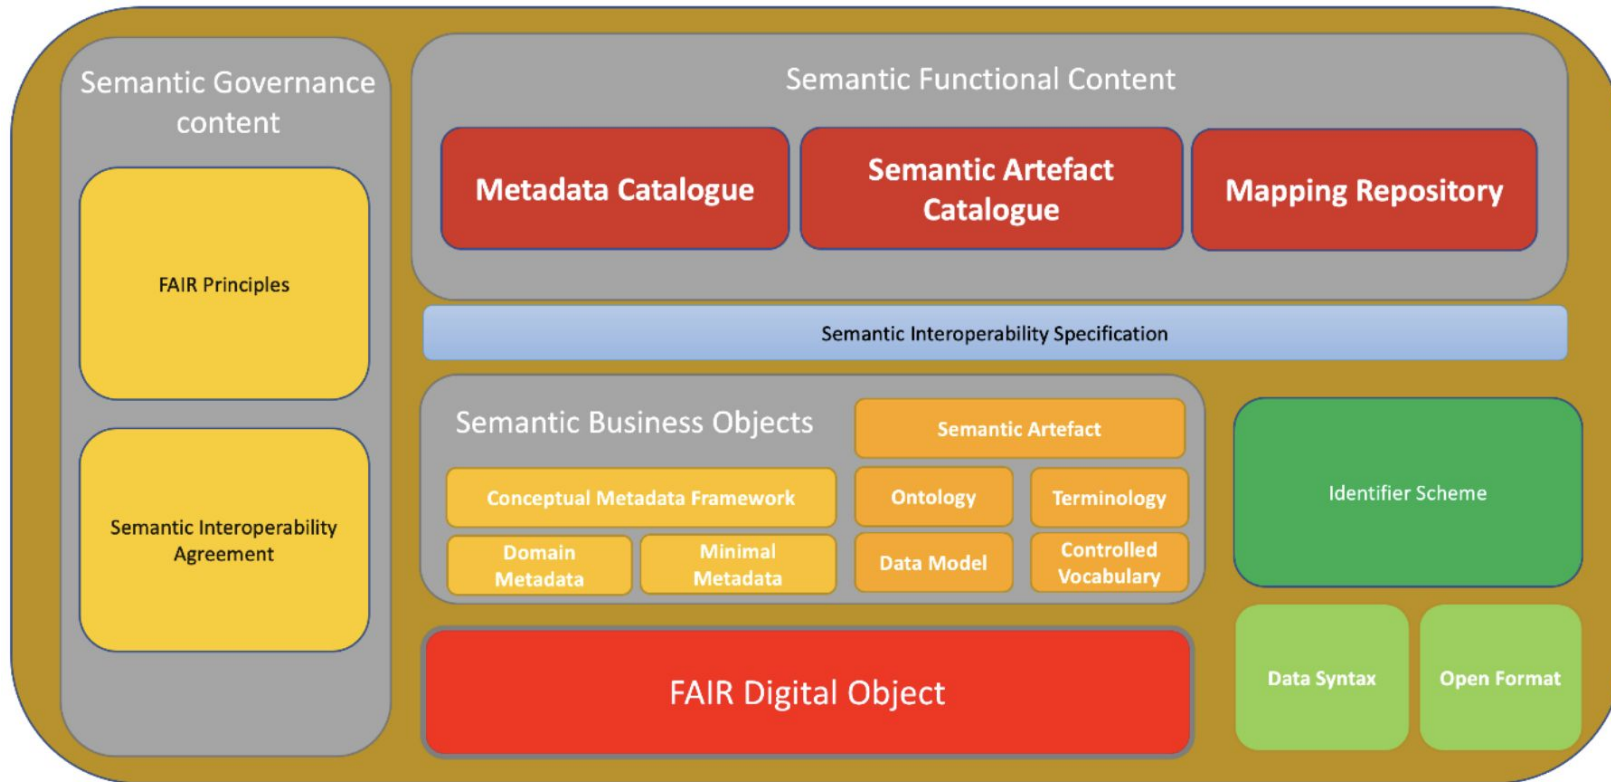 Semantic Governance
content
FAIR Principles
Semantic Interoperability
Agreement
Semantic Functional Content
Metadata Catalogue
Semantic Artefact
Catalogue
Mapping Repository
Semantic Interoperability Specification
Semantic Business Objects
Semantic Artefact
Conceptual Metadata Framework
Ontology
Terminology
Domain
Metadata
Minimal
Metadata
Data Model
Controlled
Vocabulary
Identifier Scheme
FAIR Digital Object
Data Syntax
Open Format